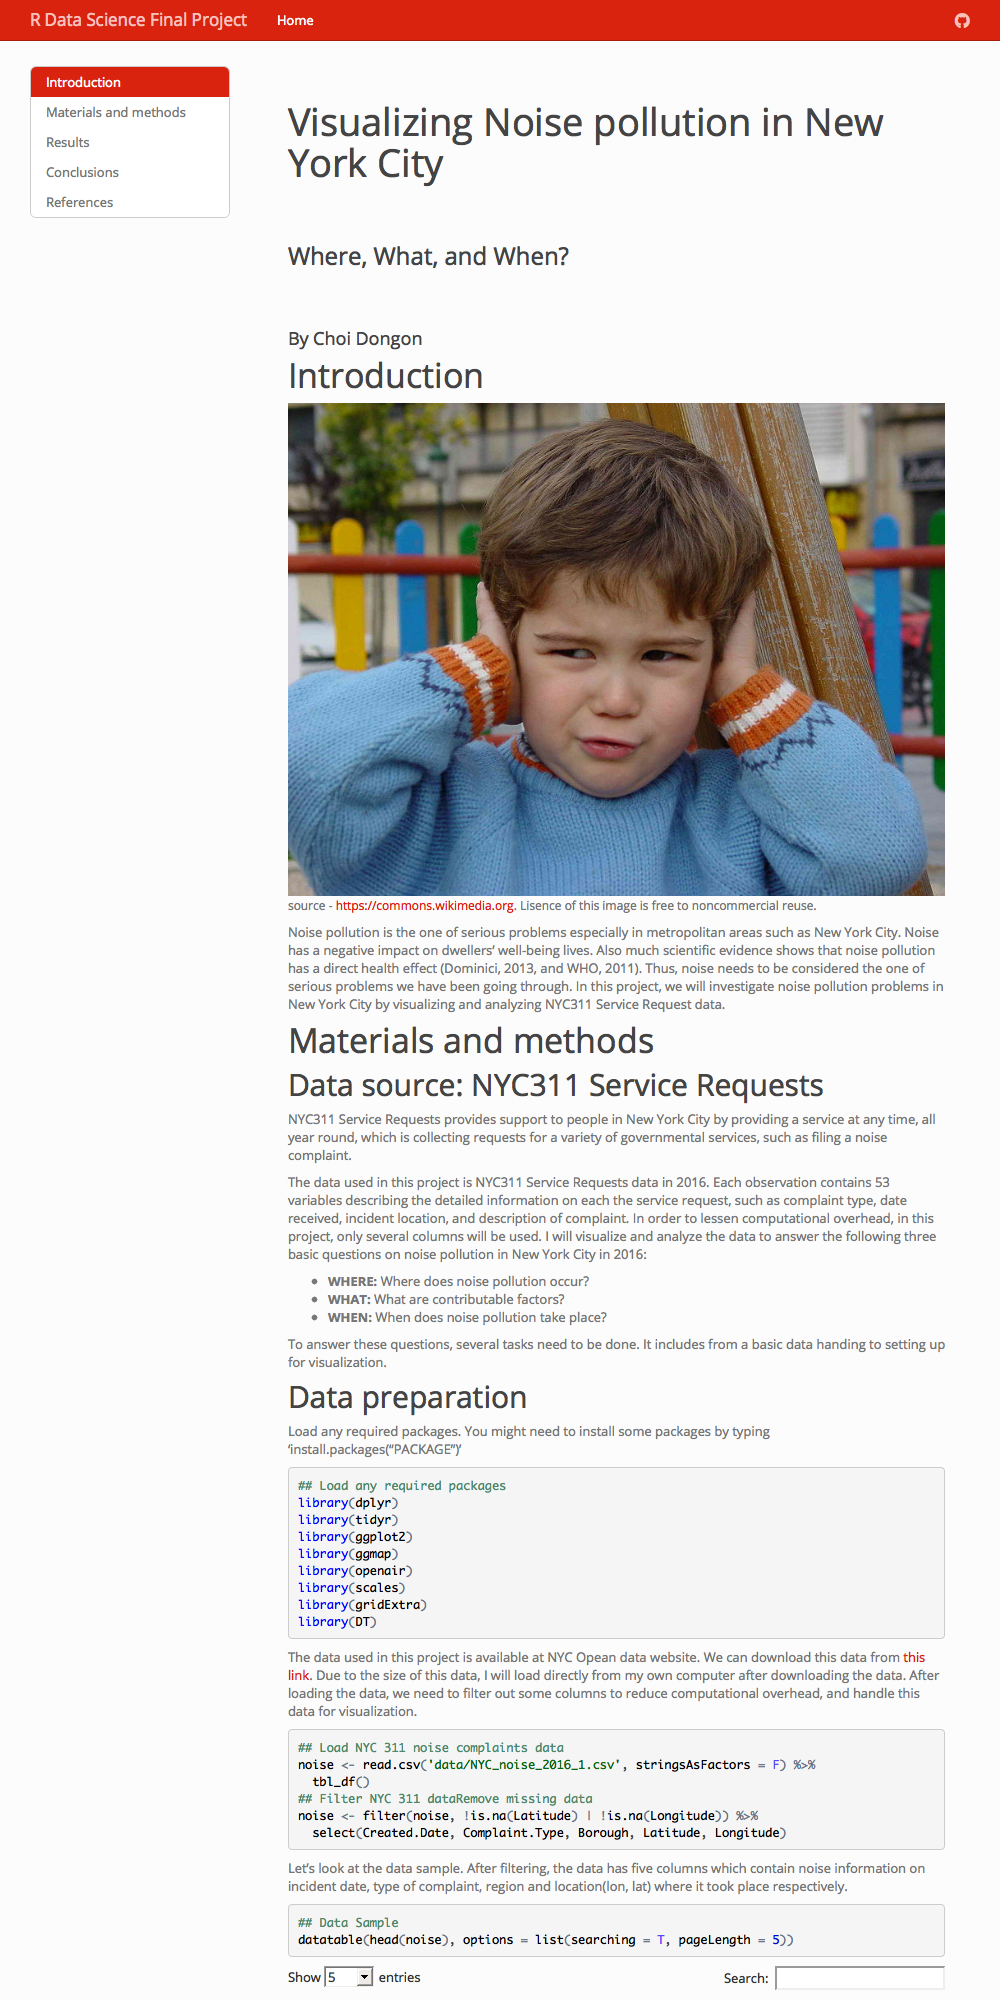 R Data Science Final Project
Home
Introduction
Materials and methods
Results
Conclusions
References
Visualizing Noise pollution in New
York City
Where, What, and When?
By Choi Dongon
Introduction
source - https://commons.wikimedia.org. Lisence of this image is free to noncommercial reuse.
Noise pollution is the one of serious problems especially in metropolitan areas such as New York City. Noise
has a negative impact on dwellers’ well-being lives. Also much scientific evidence shows that noise pollution
has a direct health effect (Dominici, 2013, and WHO, 2011). Thus, noise needs to be considered the one of
serious problems we have been going through. In this project, we will investigate noise pollution problems in
New York City by visualizing and analyzing NYC311 Service Request data.
Materials and methods
Data source: NYC311 Service Requests
NYC311 Service Requests provides support to people in New York City by providing a service at any time, all
year round, which is collecting requests for a variety of governmental services, such as filing a noise
complaint.
The data used in this project is NYC311 Service Requests data in 2016. Each observation contains 53
variables describing the detailed information on each the service request, such as complaint type, date
received, incident location, and description of complaint. In order to lessen computational overhead, in this
project, only several columns will be used. I will visualize and analyze the data to answer the following three
basic questions on noise pollution in New York City in 2016:
• WHERE: Where does noise pollution occur?
• WHAT: What are contributable factors?
• WHEN: When does noise pollution take place?
To answer these questions, several tasks need to be done. It includes from a basic data handing to setting up
for visualization.
Data preparation
Load any required packages. You might need to install some packages by typing
‘install.packages(“PACKAGE”)’
## Load any required packages
library(dplyr)
library(tidyr)
library(ggplot2)
library(ggmap)
library(openair)
library(scales)
library(gridExtra)
library(DT)
The data used in this project is available at NYC Opean data website. We can download this data from this
link. Due to the size of this data, I will load directly from my own computer after downloading the data. After
loading the data, we need to filter out some columns to reduce computational overhead, and handle this
data for visualization.
## Load NYC 311 noise complaints data
noise <- read.csv('data/NYC_noise_2016_1.csv', stringsAsFactors = F) %>%
  tbl_df()
## Filter NYC 311 dataRemove missing data
noise <- filter(noise, !is.na(Latitude) | !is.na(Longitude)) %>%
  select(Created.Date, Complaint.Type, Borough, Latitude, Longitude)
Let’s look at the data sample. After filtering, the data has five columns which contain noise information on
incident date, type of complaint, region and location(lon, lat) where it took place respectively.
## Data Sample
datatable(head(noise), options = list(searching = T, pageLength = 5))
Show 5 entries
Search: